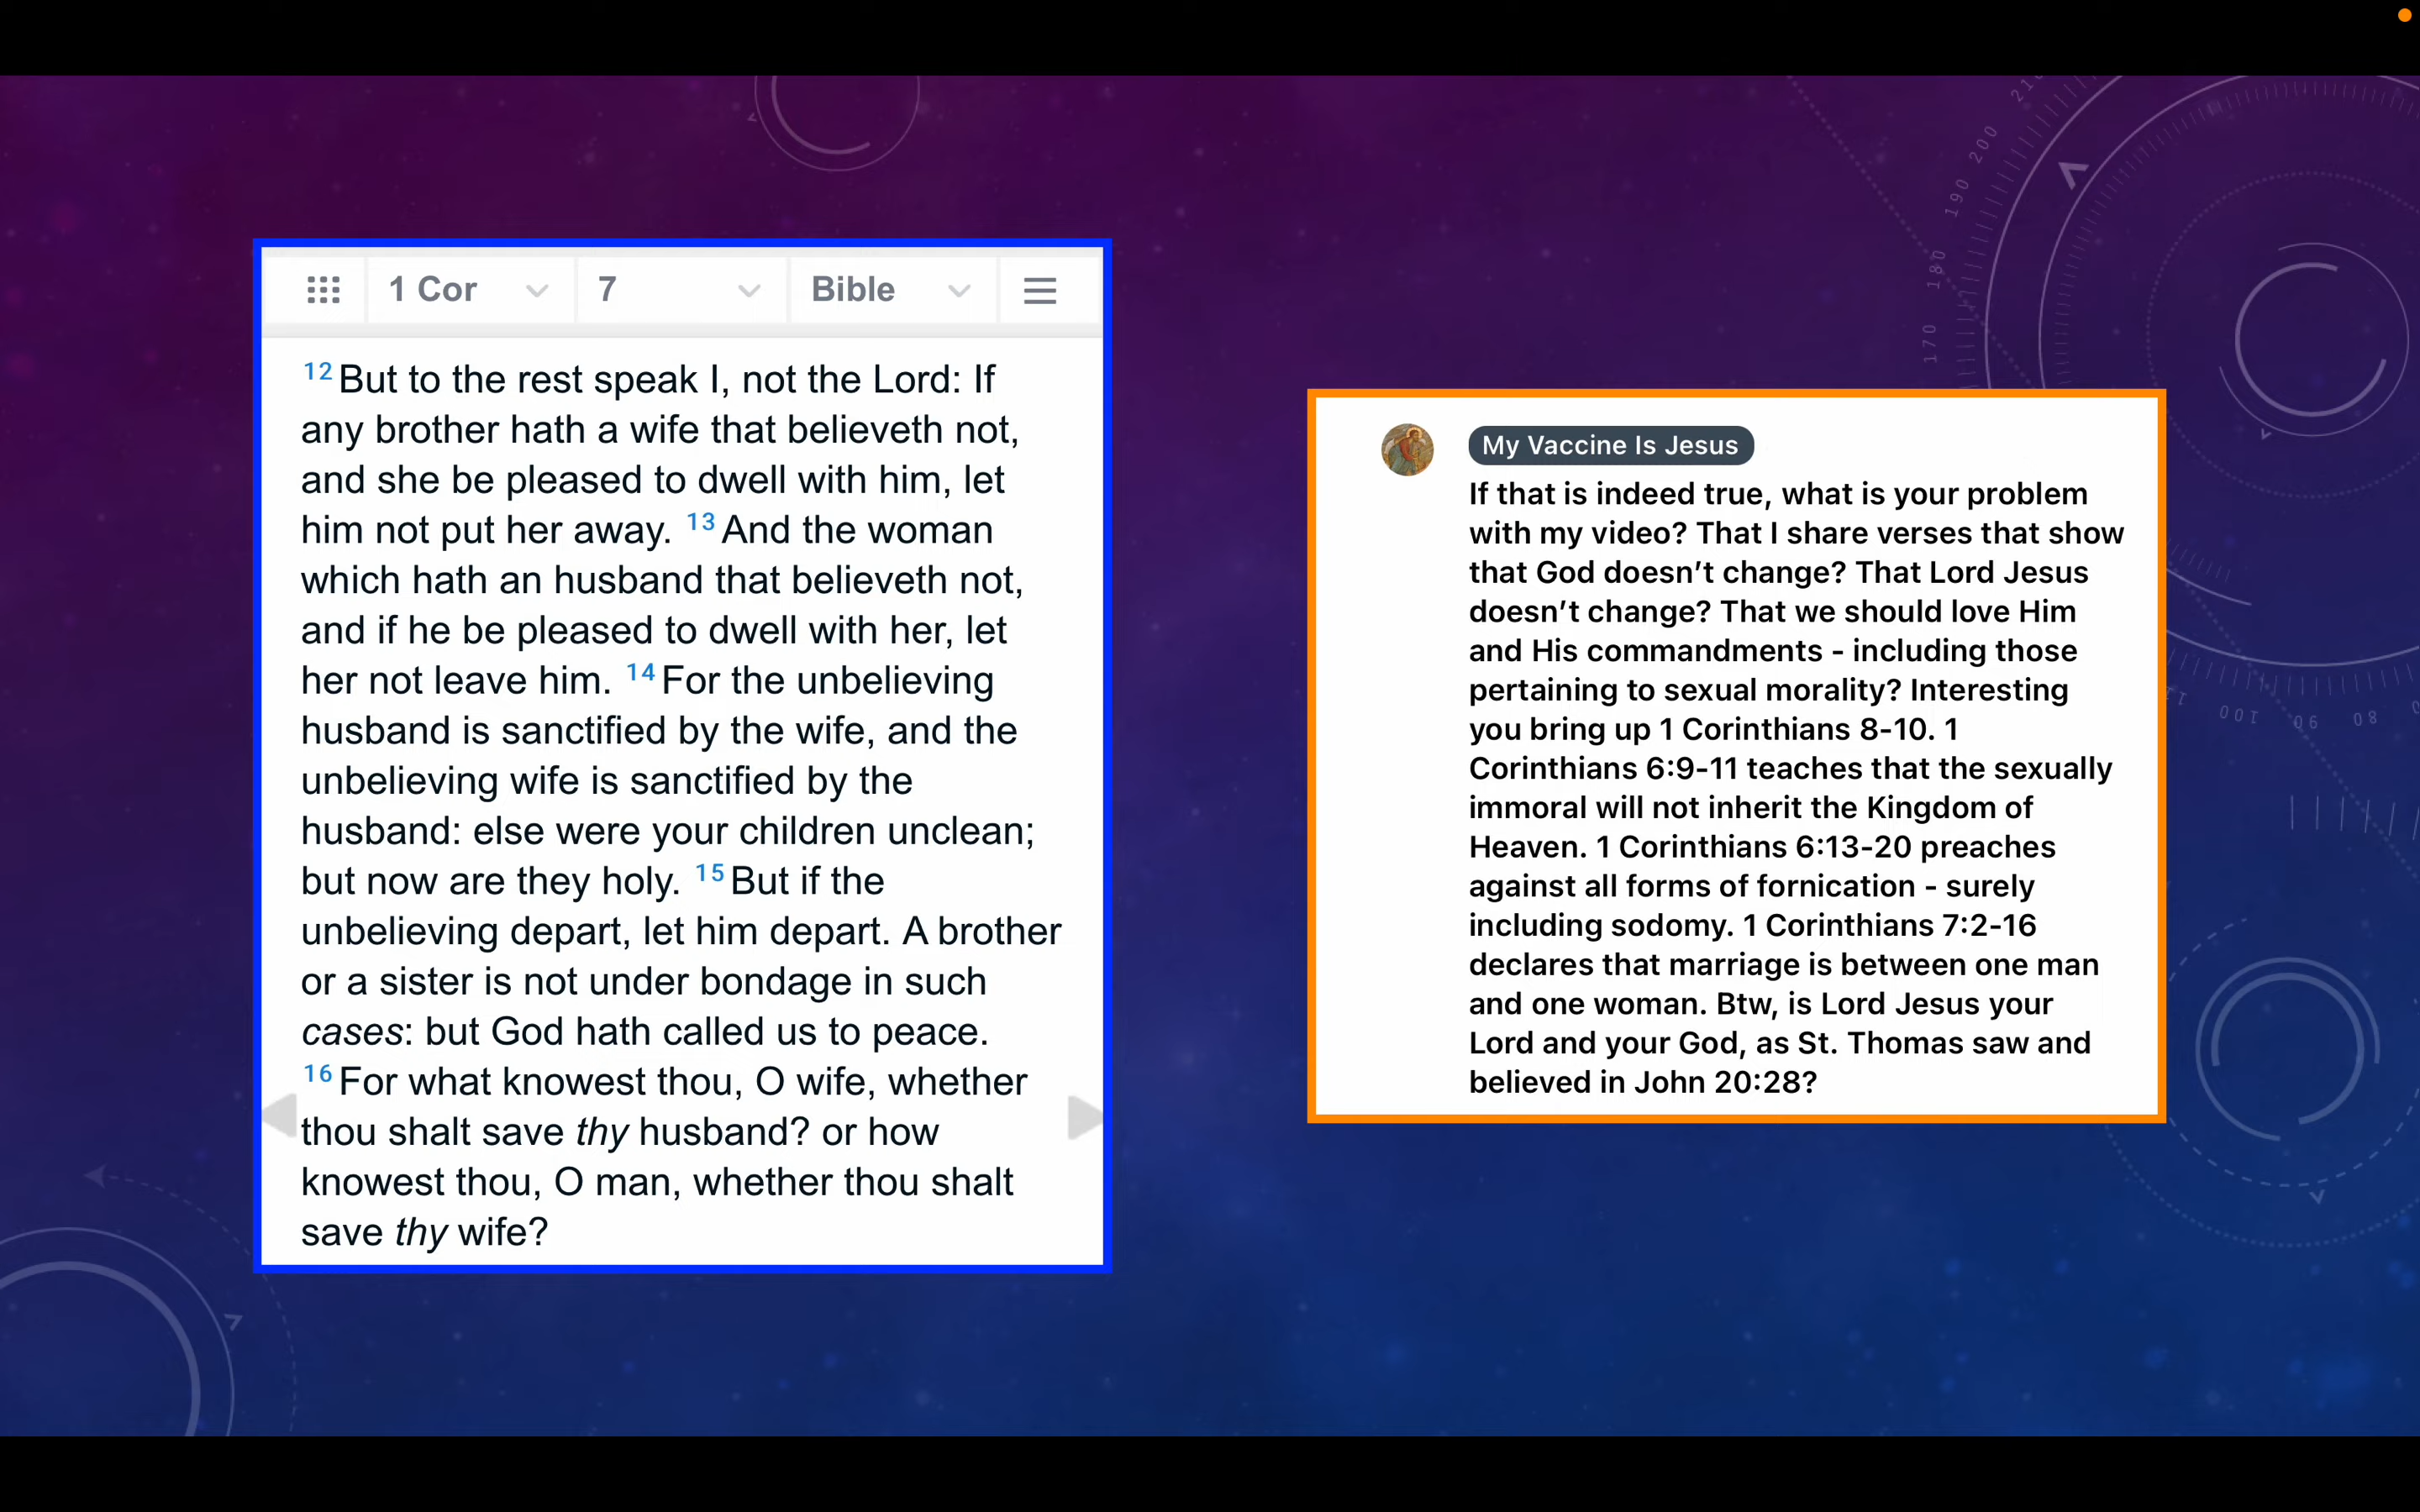 1 Cor 7 Bible
12 But to the rest speak I, not the Lord: If
any brother hath a wife that believeth not,
and she be pleased to dwell with him, let
him not put her away. 13 And the woman
which hath an husband that believeth not,
and if he be pleased to dwell with her, let
her not leave him. 14 For the unbelieving
husband is sanctified by the wife, and the
unbelieving wife is sanctified by the
husband: else were your children unclean;
but now are they holy. 15 But if the
unbelieving depart, let him depart. A brother
or a sister is not under bondage in such
cases: but God hath called us to peace.
16 For what knowest thou, O wife, whether
thou shalt save thy husband? or how
knowest thou, O man, whether thou shalt
save thy wife?
My Vaccine Is Jesus
If that is indeed true, what is your problem
with my video? That I share verses that show
that God doesn't change? That Lord Jesus
doesn't change? That we should love Him
and His commandments - including those
pertaining to sexual morality? Interesting
you bring up 1 Corinthians 8-10. 1
Corinthians 6:9-11 teaches that the sexually
immoral will not inherit the Kingdom of
Heaven. 1 Corinthians 6:13-20 preaches
against all forms of fornication - surely
including sodomy. 1 Corinthians 7:2-16
declares that marriage is between one man
and one woman. Btw, is Lord Jesus your
Lord and your God, as St. Thomas saw and
believed in John 20:28?
210
200
190
180
170
100
90
80